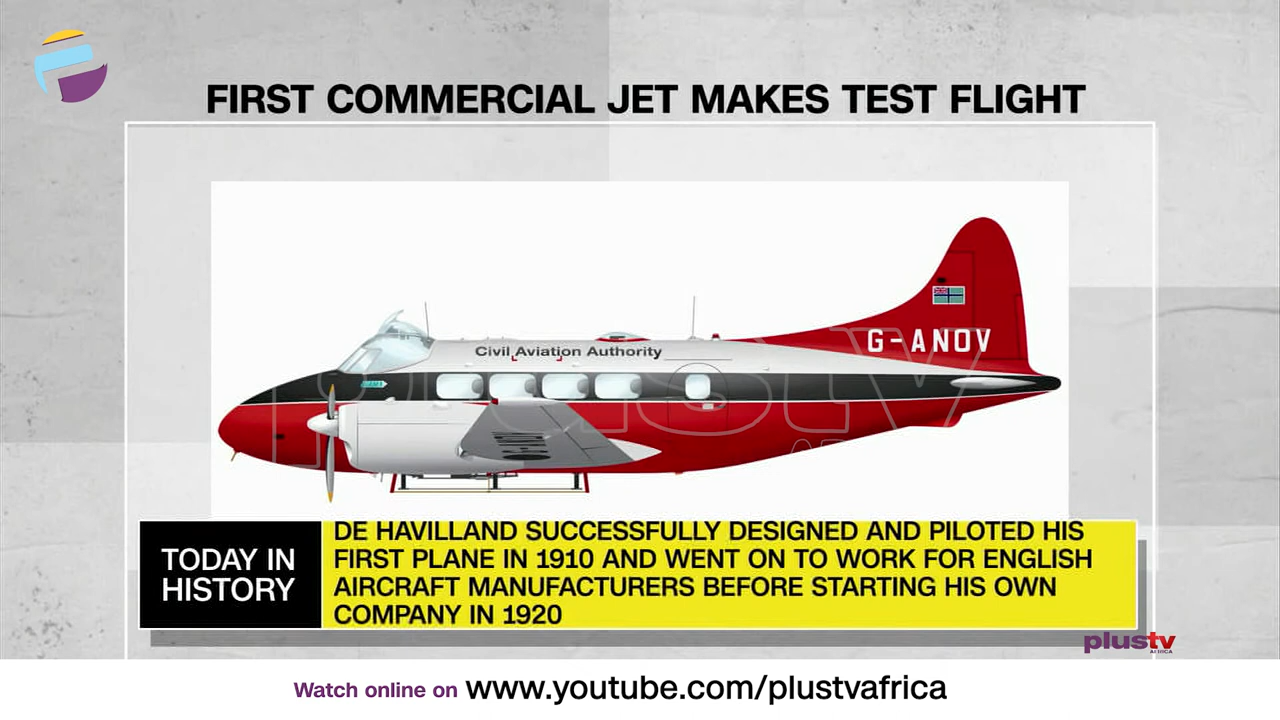 FIRST COMMERCIAL JET MAKES TEST FLIGHT
Civil Aviation Authority
G-ANOV
TODAY IN
HISTORY
DE HAVILLAND SUCCESSFULLY DESIGNED AND PILOTED HIS
FIRST PLANE IN 1910 AND WENT ON TO WORK FOR ENGLISH
AIRCRAFT MANUFACTURERS BEFORE STARTING HIS OWN
COMPANY IN 1920
plustv
AFRICA
Watch online on www.youtube.com/plustvafrica